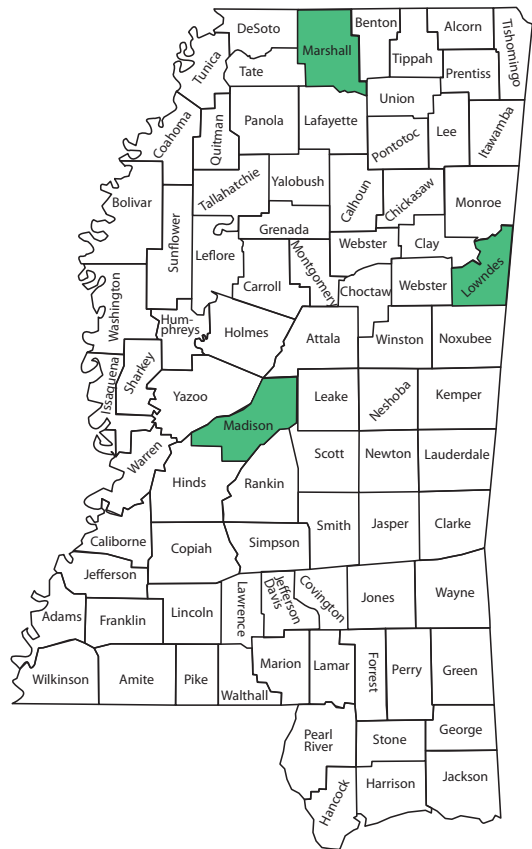 DeSoto
Marshall
Benton
Alcorn
Tishomingo
Tippah
Prentiss
Tunica
Tate
Union
Panola
Lafayette
Lee
Itawamba
Coahoma
Quitman
Pontotoc
Bolivar
Tallahatchie
Yalobush
Calhoun
Chickasaw
Monroe
Sunflower
Grenada
Leflore
Webster
Clay
Montgomery
Carroll
Choctaw
Webster
Lowndes
Washington
Hum-
phreys
Holmes
Attala
Winston
Noxubee
Issaquena
Sharkey
Yazoo
Leake
Neshoba
Kemper
Madison
Warren
Scott
Newton
Lauderdale
Hinds
Rankin
Smith
Jasper
Clarke
Caliborne
Copiah
Simpson
Jefferson
Lawrence
Jefferson
Davis
Covington
Jones
Wayne
Adams
Franklin
Lincoln
Wilkinson
Amite
Pike
Walthall
Marion
Lamar
Forrest
Perry
Green
Pearl
River
Stone
George
Hancock
Harrison
Jackson